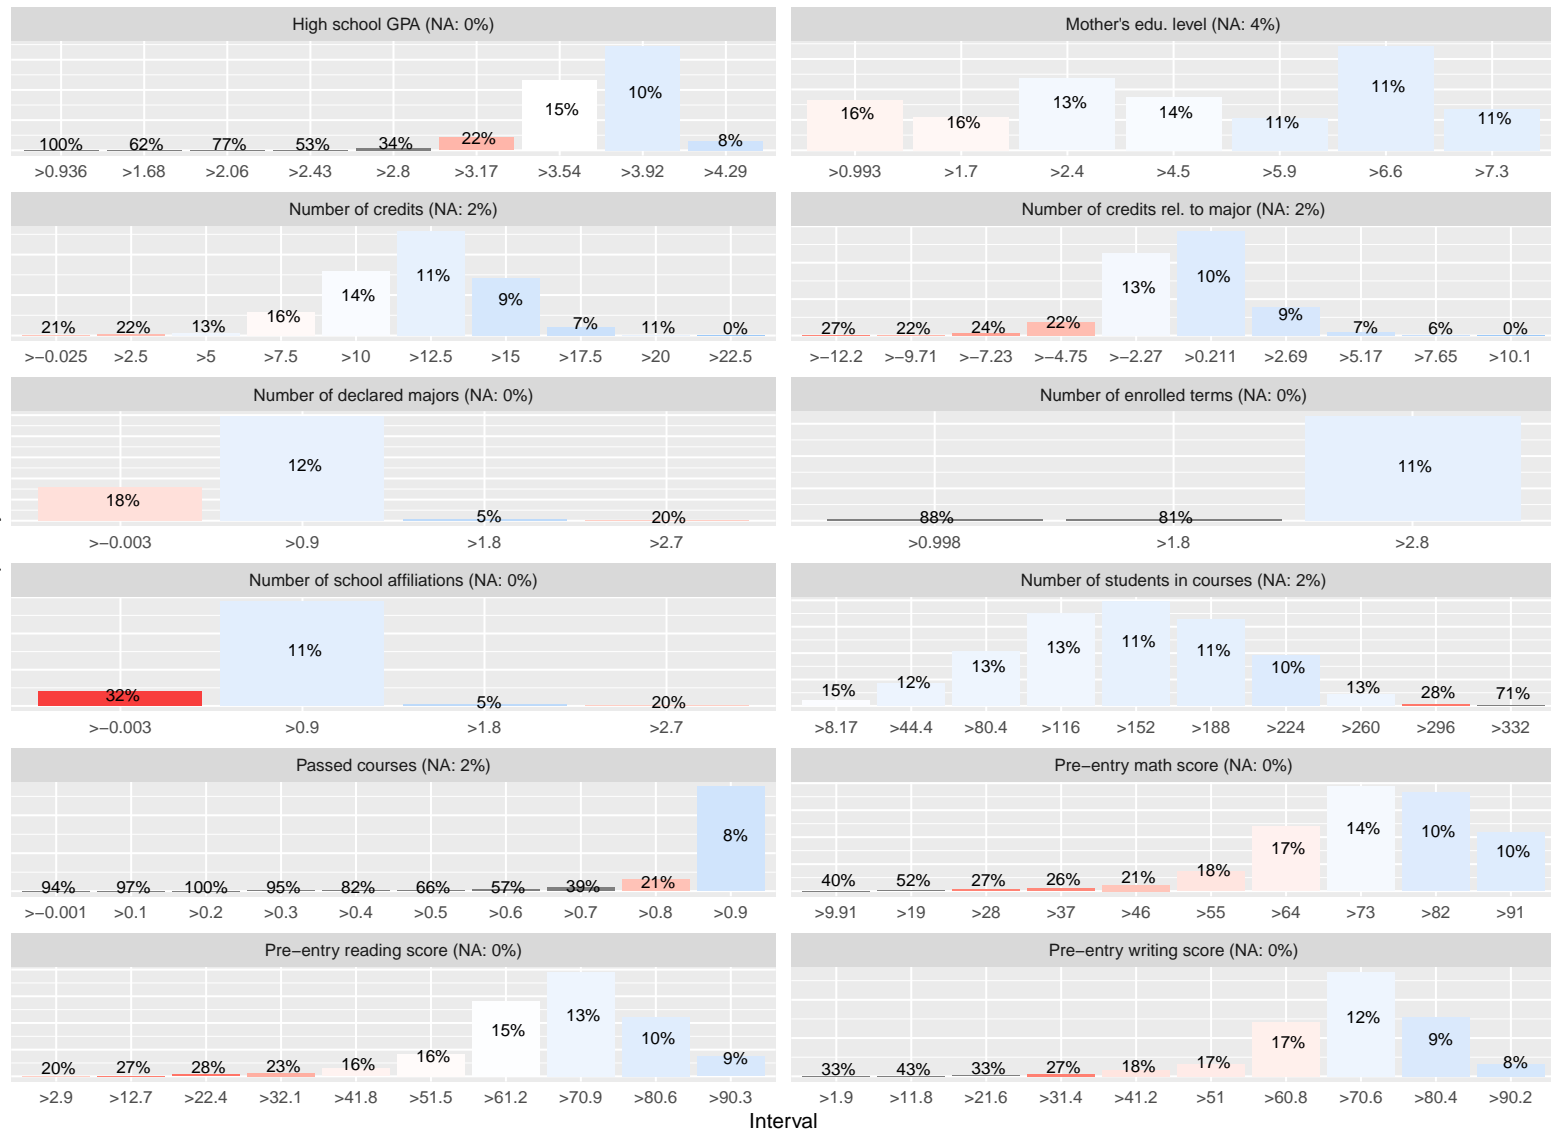 High school GPA (NA: 0%)
100% 62% 77% 53% 34% 22% 15% 10% 8%
>0.936 >1.68 >2.06 >2.43 >2.8 >3.17 >3.54 >3.92 >4.29
Mother's edu. level (NA: 4%)
16% 16% 13% 14% 11% 11% 11%
>0.993 >1.7 >2.4 >4.5 >5.9 >6.6 >7.3
Number of credits (NA: 2%)
21% 22% 13% 16% 14% 11% 9% 7% 11% 0%
>−0.025 >2.5 >5 >7.5 >10 >12.5 >15 >17.5 >20 >22.5
Number of credits rel. to major (NA: 2%)
27% 22% 24% 22% 13% 10% 9% 7% 6% 0%
>−12.2 >−9.71 >−7.23 >−4.75 >−2.27 >0.211 >2.69 >5.17 >7.65 >10.1
Number of declared majors (NA: 0%)
18% 12% 5% 20%
>−0.003 >0.9 >1.8 >2.7
Number of enrolled terms (NA: 0%)
88% 81% 11%
>0.998 >1.8 >2.8
Number of school affiliations (NA: 0%)
32% 11% 5% 20%
>−0.003 >0.9 >1.8 >2.7
Number of students in courses (NA: 2%)
15% 12% 13% 13% 11% 11% 10% 13% 28% 71%
>8.17 >44.4 >80.4 >116 >152 >188 >224 >260 >296 >332
Passed courses (NA: 2%)
94% 97% 100% 95% 82% 66% 57% 39% 21% 8%
>−0.001 >0.1 >0.2 >0.3 >0.4 >0.5 >0.6 >0.7 >0.8 >0.9
Pre−entry math score (NA: 0%)
40% 52% 27% 26% 21% 18% 17% 14% 10% 10%
>9.91 >19 >28 >37 >46 >55 >64 >73 >82 >91
Pre−entry reading score (NA: 0%)
20% 27% 28% 23% 16% 16% 15% 13% 10% 9%
>2.9 >12.7 >22.4 >32.1 >41.8 >51.5 >61.2 >70.9 >80.6 >90.3
Pre−entry writing score (NA: 0%)
33% 43% 33% 27% 18% 17% 17% 12% 9% 8%
>1.9 >11.8 >21.6 >31.4 >41.2 >51 >60.8 >70.6 >80.4 >90.2
Interval